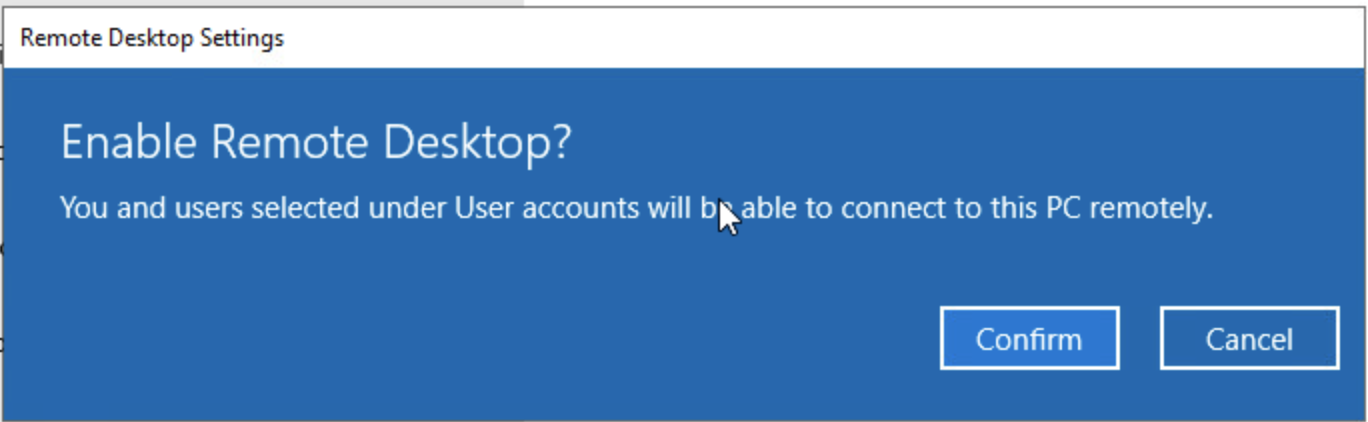 Remote Desktop Settings
Enable Remote Desktop?
You and users selected under User accounts will be able to connect to this PC remotely.
Confirm
Cancel